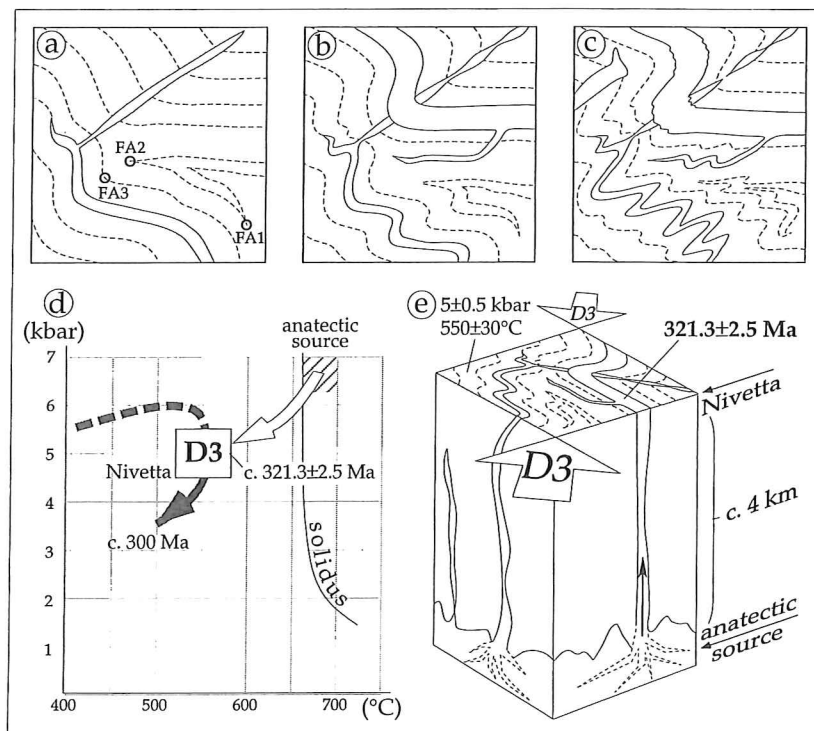 a
b
c
FA2
FA3
FA1
d
(kbar)
anatectic
source
7
6
5
4
3
2
1
D3
Nivetta
c. 321.3±2.5 Ma
c. 300 Ma
solidus
400
500
600
700
(°C)
e
5±0.5 kbar
550±30°C
D3
321.3±2.5 Ma
Nivetta
D3
c. 4 km
anatectic
source